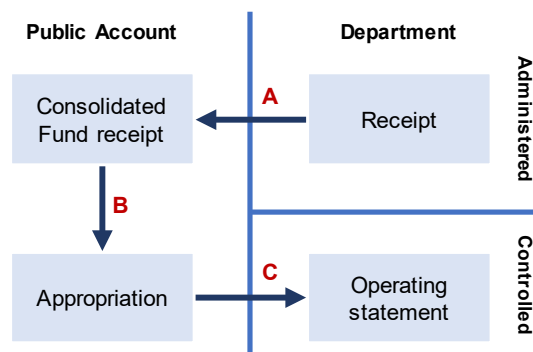 Public Account
Department
Consolidated
Fund receipt
A
Receipt
Administered
B
Appropriation
C
Operating
statement
Controlled